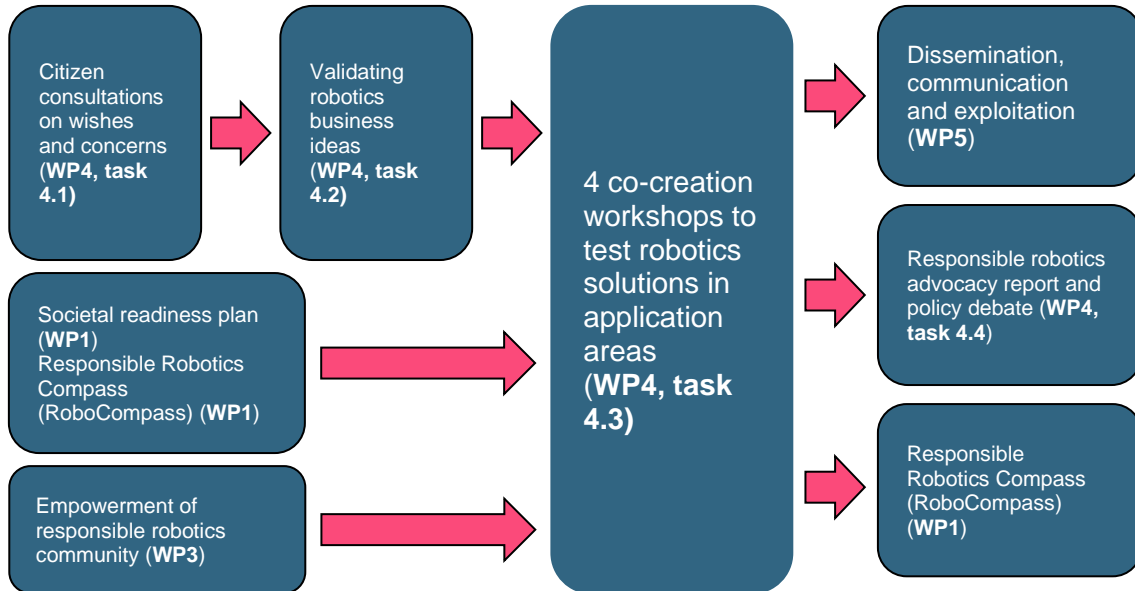 Citizen
consultations
on wishes
and concerns
(WP4, task
4.1)
Validating
robotics
business
ideas
(WP4, task
4.2)
Societal readiness plan
(WP1)
Responsible Robotics
Compass
(RoboCompass) (WP1)
Empowerment of
responsible robotics
community (WP3)
4 co-creation
workshops to
test robotics
solutions in
application
areas
(WP4, task
4.3)
Dissemination,
communication
and exploitation
(WP5)
Responsible robotics
advocacy report and
policy debate (WP4,
task 4.4)
Responsible
Robotics Compass
(RoboCompass)
(WP1)